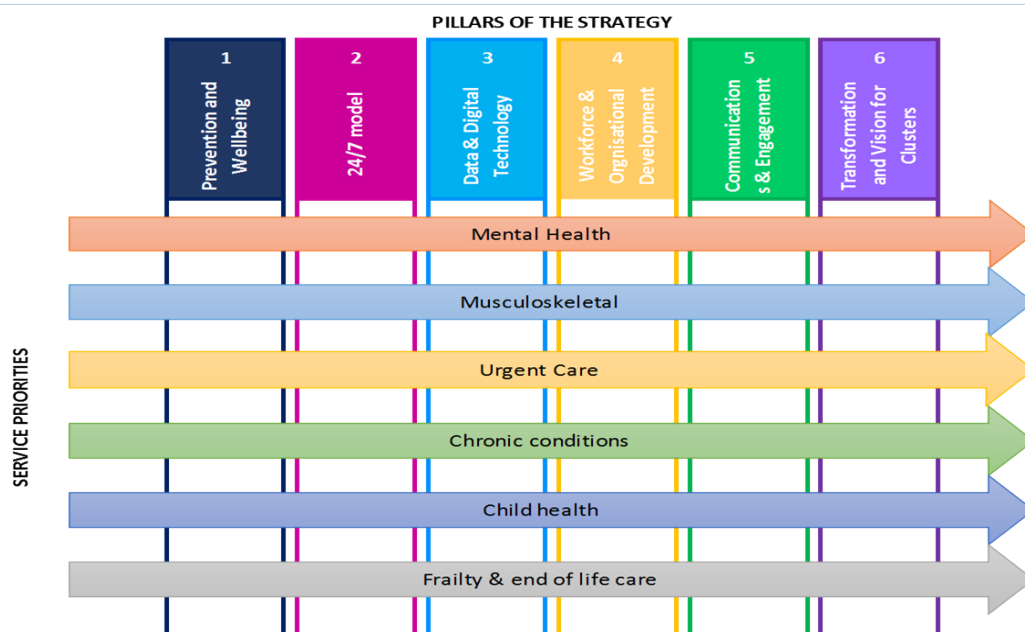 PILLARS OF THE STRATEGY
1
Prevention and
Wellbeing
2
24/7 model
3
Data & Digital
Technology
4
Workforce &
Orgnisational
Development
5
Communication
s & Engagement
6
Transformation
and Vision for
Clusters
SERVICE PRIORITIES
Mental Health
Musculoskeletal
Urgent Care
Chronic conditions
Child health
Frailty & end of life care